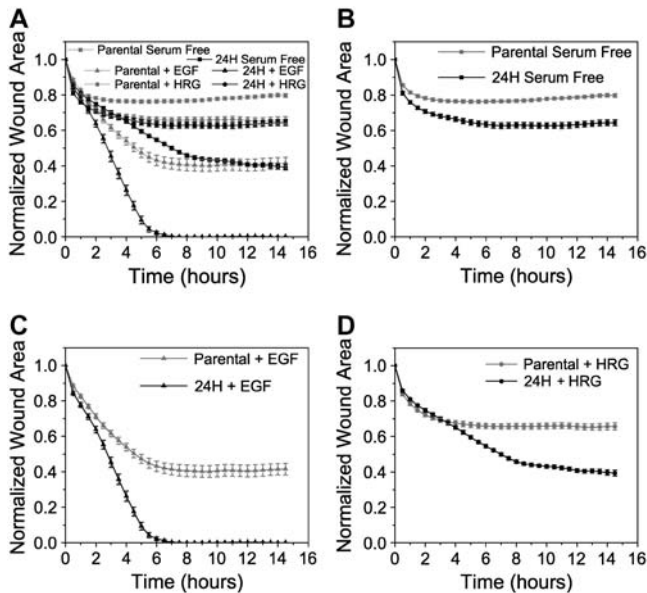 A
Parental Serum Free
24H Serum Free
Parental + EGF
24H + EGF
Parental + HRG
24H + HRG
Normalized Wound Area
1.0
0.8
0.6
0.4
0.2
0.0
0 2 4 6 8 10 12 14 16
Time (hours)
B
Parental Serum Free
24H Serum Free
Normalized Wound Area
1.0
0.8
0.6
0.4
0.2
0.0
0 2 4 6 8 10 12 14 16
Time (hours)
C
Parental + EGF
24H + EGF
Normalized Wound Area
1.0
0.8
0.6
0.4
0.2
0.0
0 2 4 6 8 10 12 14 16
Time (hours)
D
Parental + HRG
24H + HRG
Normalized Wound Area
1.0
0.8
0.6
0.4
0.2
0.0
0 2 4 6 8 10 12 14 16
Time (hours)